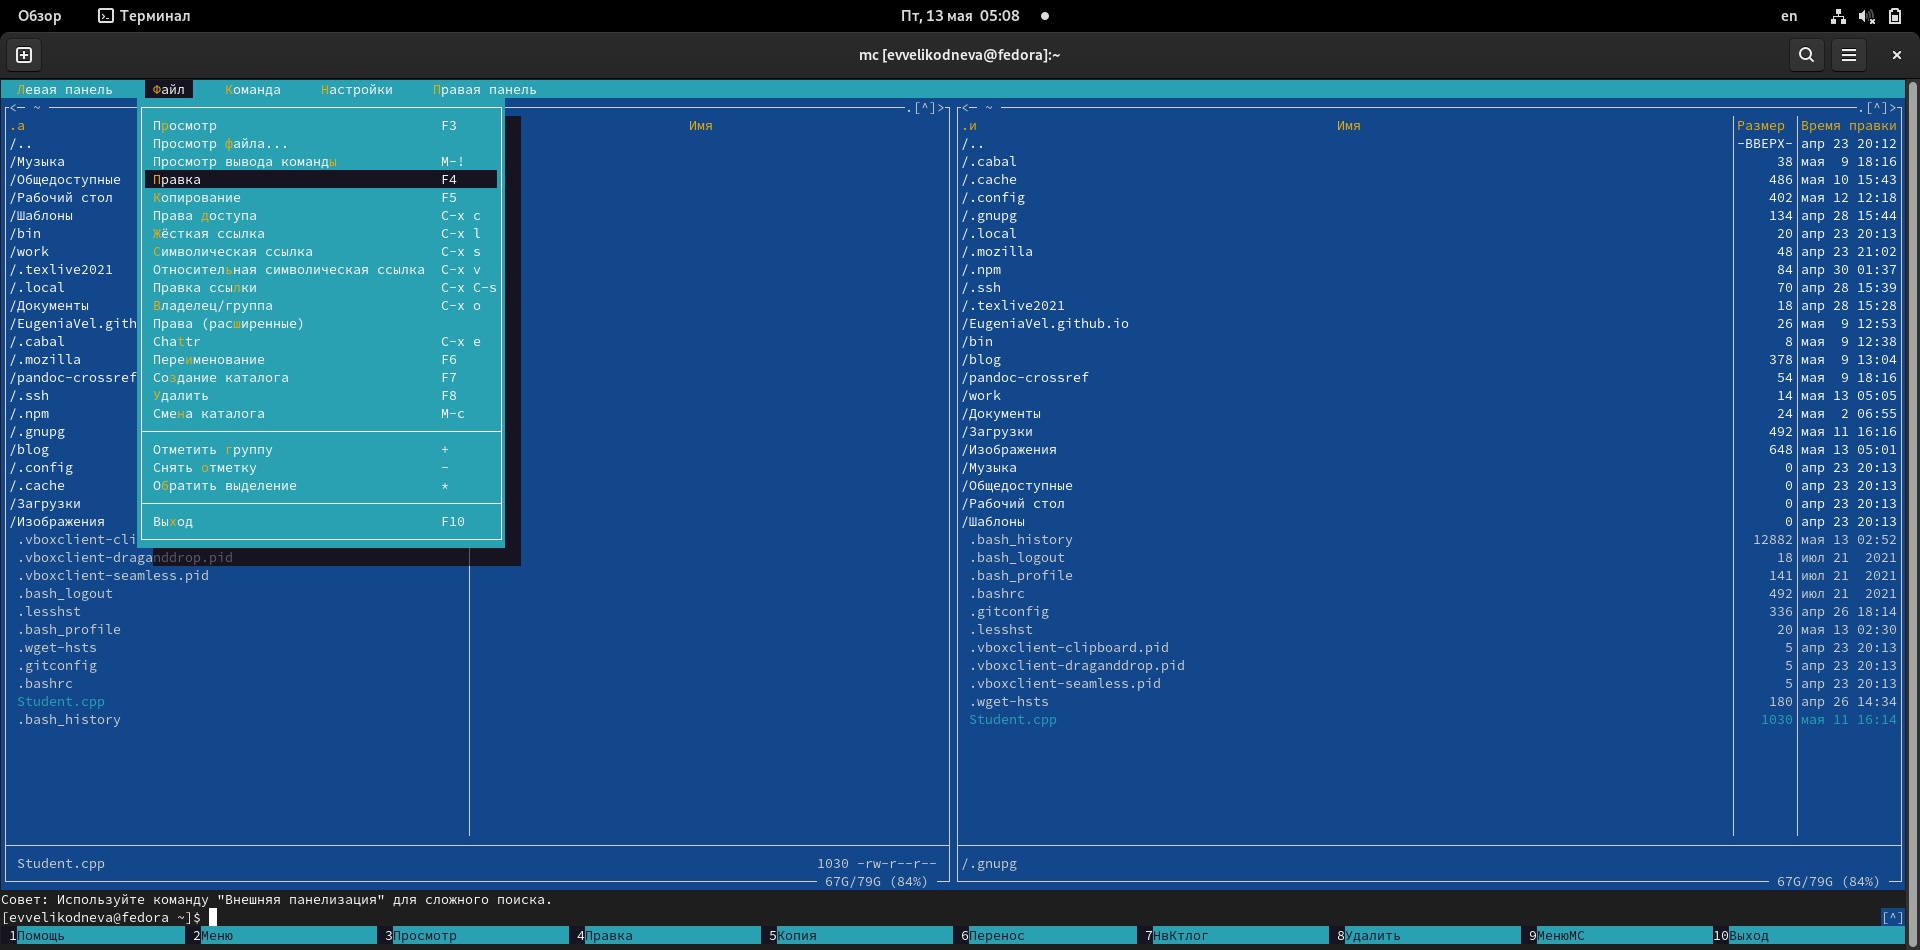 Обзор Терминал Пт, 13 мая 05:08 en
mc [evvelikodneva@fedora]:~
Левая панель Файл Команда Настройки Правая панель
<─ ~ .[^]> <─ ~ .[^]>
.а Имя
/..
/Музыка
/Общедоступные
/Рабочий стол
/Шаблоны
/bin
/work
/.texlive2021
/.local
/Документы
/EugeniaVel.gith
/.cabal
/.mozilla
/pandoc-crossref
/.ssh
/.npm
/.gnupg
/blog
/.config
/.cache
/Загрузки
/Изображения
.vboxclient-cli
.vboxclient-draganddrop.pid
.vboxclient-seamless.pid
.bash_logout
.lesshst
.bash_profile
.wget-hsts
.gitconfig
.bashrc
Student.cpp
.bash_history
Просмотр F3
Просмотр файла...
Просмотр вывода команды M-!
Правка F4
Копирование F5
Права доступа C-x c
Жёсткая ссылка C-x l
Символическая ссылка C-x s
Относительная символическая ссылка C-x v
Правка ссылки C-x C-s
Владелец/группа C-x o
Права (расширенные)
Chattr C-x e
Переименование F6
Создание каталога F7
Удалить F8
Смена каталога M-c
Отметить группу +
Снять отметку -
Обратить выделение *
Выход F10
.и Имя Размер Время правки
/.. -ВВЕРХ- апр 23 20:12
/.cabal 38 мая 9 18:16
/.cache 486 мая 10 15:43
/.config 402 мая 12 12:18
/.gnupg 134 апр 28 15:44
/.local 20 апр 23 20:13
/.mozilla 48 апр 23 21:02
/.npm 84 апр 30 01:37
/.ssh 70 апр 28 15:39
/.texlive2021 18 апр 28 15:28
/EugeniaVel.github.io 26 мая 9 12:53
/bin 8 мая 9 12:38
/blog 378 мая 9 13:04
/pandoc-crossref 54 мая 9 18:16
/work 14 мая 13 05:05
/Документы 24 мая 2 06:55
/Загрузки 492 мая 11 16:16
/Изображения 648 мая 13 05:01
/Музыка 0 апр 23 20:13
/Общедоступные 0 апр 23 20:13
/Рабочий стол 0 апр 23 20:13
/Шаблоны 0 апр 23 20:13
.bash_history 12882 мая 13 02:52
.bash_logout 18 июл 21 2021
.bash_profile 141 июл 21 2021
.bashrc 492 июл 21 2021
.gitconfig 336 апр 26 18:14
.lesshst 20 мая 13 02:30
.vboxclient-clipboard.pid 5 апр 23 20:13
.vboxclient-draganddrop.pid 5 апр 23 20:13
.vboxclient-seamless.pid 5 апр 23 20:13
.wget-hsts 180 апр 26 14:34
Student.cpp 1030 мая 11 16:14
Student.cpp 1030 -rw-r--r-- /.gnupg
67G/79G (84%) 67G/79G (84%)
Совет: Используйте команду "Внешняя панелизация" для сложного поиска.
[evvelikodneva@fedora ~]$ [^]
1Помощь 2Меню 3Просмотр 4Правка 5Копия 6Перенос 7НвКтлог 8Удалить 9МенюMC 10Выход